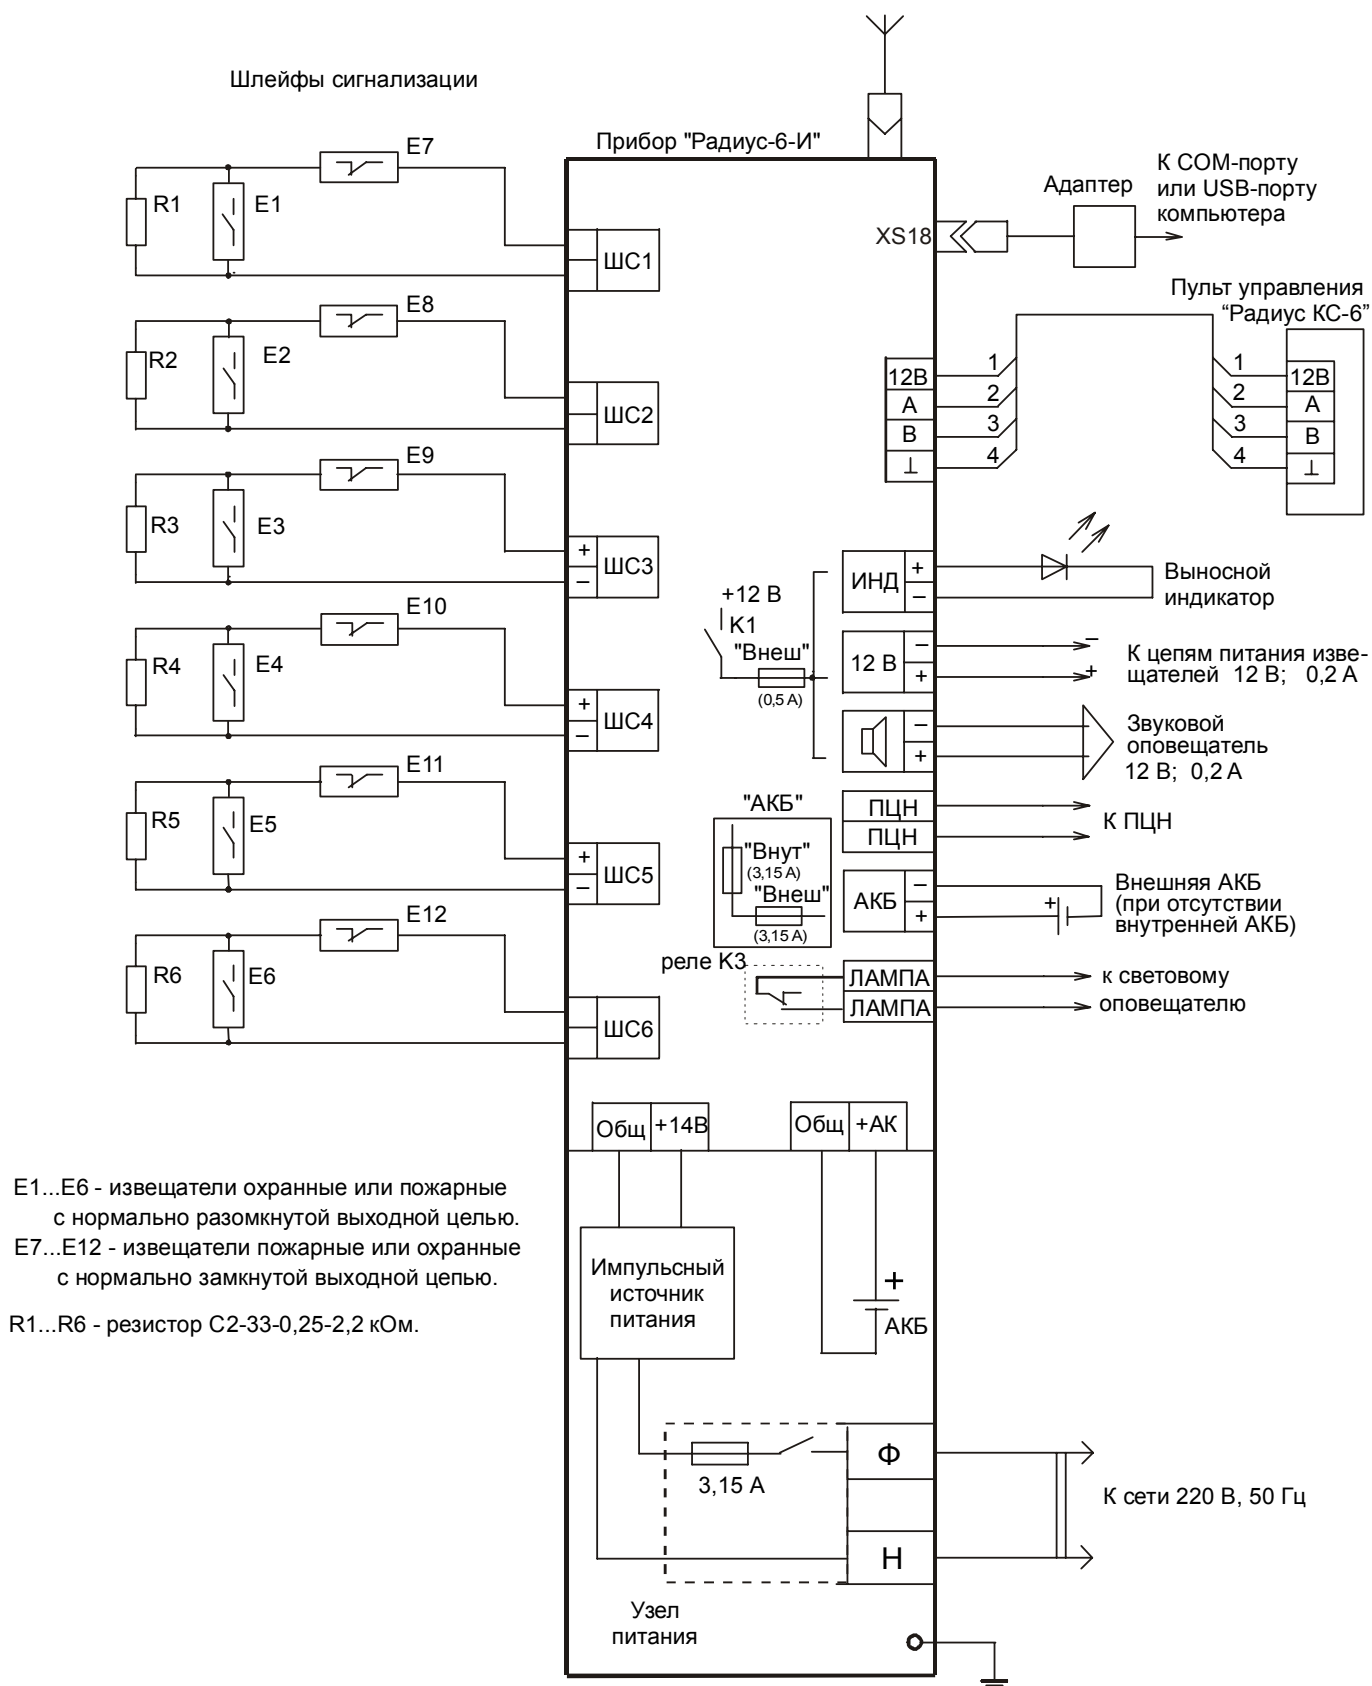 Шлейфы сигнализации
Прибор "Радиус-6-И"
E7
R1
E1
ШС1
E8
R2
E2
ШС2
E9
R3
E3
+
−
ШС3
E10
R4
E4
+
−
ШС4
E11
R5
E5
+
−
ШС5
E12
R6
E6
ШС6
XS18
Адаптер
К COM-порту
или USB-порту
компьютера
Пульт управления
“Радиус КС-6”
12В
А
В
⊥
1
2
3
4
1
2
3
4
12В
А
В
⊥
+12 В
К1
"Внеш"
(0,5 А)
ИНД
+
−
Выносной
индикатор
12 В
−
+
−
+
К цепям питания изве-
щателей 12 В; 0,2 А
−
+
Звуковой
оповещатель
12 В; 0,2 А
"АКБ"
"Внут"
(3,15 А)
"Внеш"
(3,15 А)
ПЦН
ПЦН
К ПЦН
АКБ
−
+
+
Внешняя АКБ
(при отсутствии
внутренней АКБ)
реле К3
ЛАМПА
ЛАМПА
к световому
оповещателю
Общ
+14В
Общ
+АК
Импульсный
источник
питания
+
АКБ
E1...E6 - извещатели охранные или пожарные
с нормально разомкнутой выходной целью.
E7...E12 - извещатели пожарные или охранные
с нормально замкнутой выходной цепью.
R1...R6 - резистор С2-33-0,25-2,2 кОм.
3,15 А
Ф
Н
К сети 220 В, 50 Гц
Узел
питания